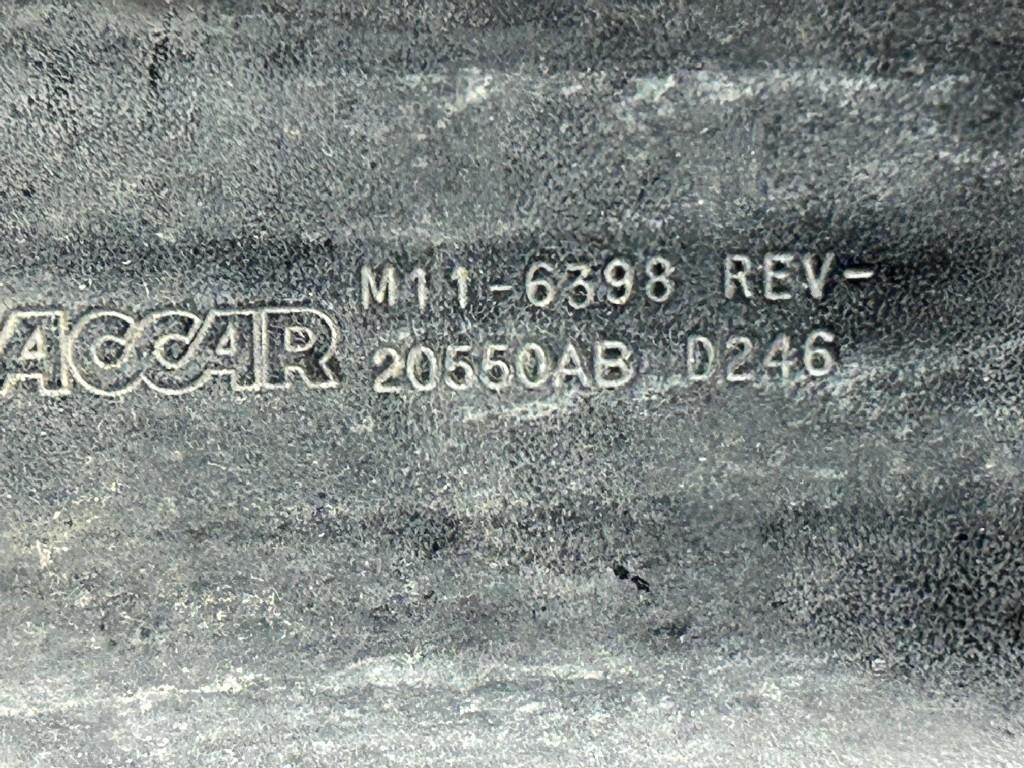 ACCAR
M11-6398 REV-
20550AB D246